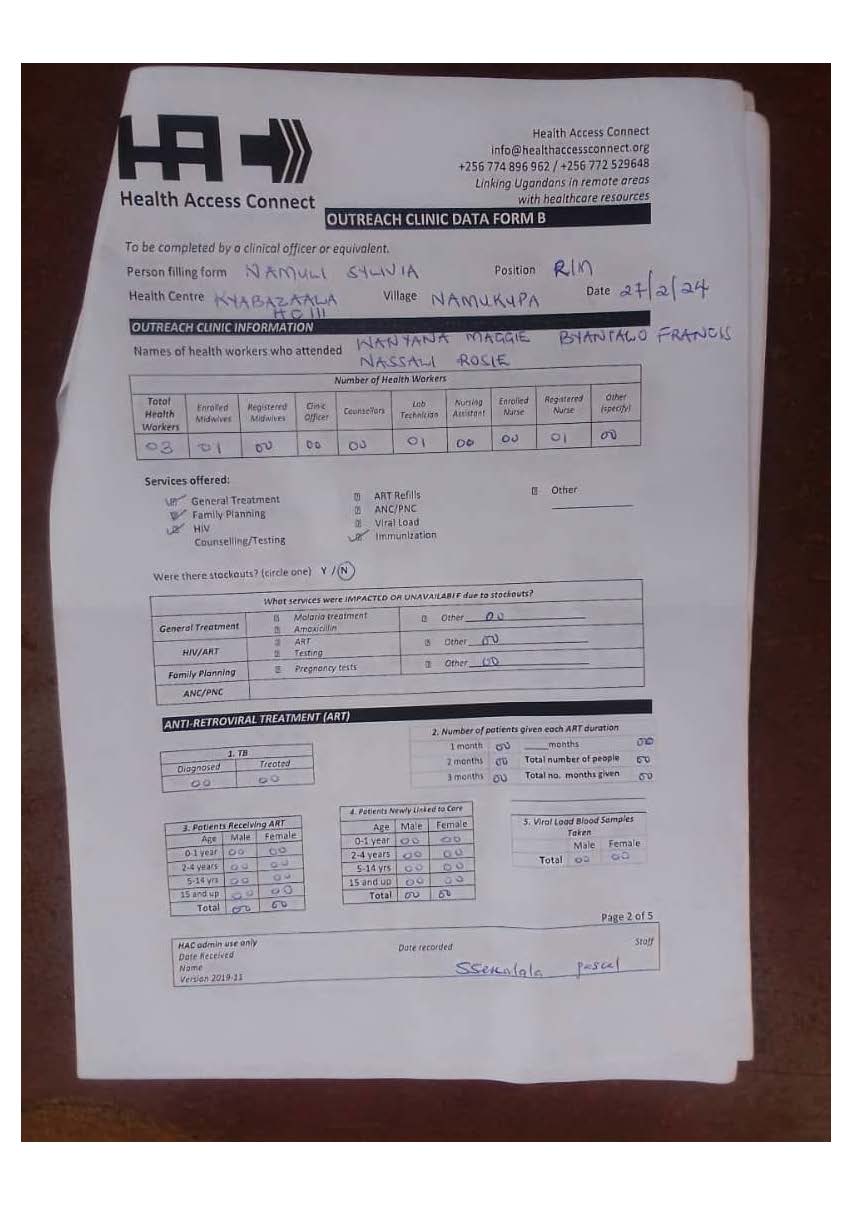 HA
Health Access Connect
Health Access Connect
info@healthaccessconnect.org
+256 774 896 962 / +256 772 529648
Linking Ugandans in remote areas
with healthcare resources
OUTREACH CLINIC DATA FORM B
To be completed by a clinical officer or equivalent.
Person filling form NAMULI SYLIVIA Position R/M
Health Centre KYABAZAALA HC III Village NAMUKUPA Date 27/2/24
OUTREACH CLINIC INFORMATION
Names of health workers who attended WANYANA MAGGIE BYANTALO FRANCIS
NASSALI ROSIE
Number of Health Workers
Total Health Workers Enrolled Midwives Registered Midwives Clinic Officer Counsellors Lab Technician Nursing Assistant Enrolled Nurse Registered Nurse Other (specify)
03 01 00 00 00 01 00 00 01 00
Services offered:
General Treatment ART Refills Other
Family Planning ANC/PNC
HIV Viral Load
Counselling/Testing Immunization
Were there stockouts? (circle one) Y / N
What services were IMPACTED OR UNAVAILABLE due to stockouts?
General Treatment Malaria treatment Other 00
Amoxicillin
HIV/ART ART Other 00
Testing
Family Planning Pregnancy tests Other 00
ANC/PNC
ANTI-RETROVIRAL TREATMENT (ART)
1. TB
Diagnosed Treated
00 00
2. Number of patients given each ART duration
1 month 00 ____months 00
2 months 00 Total number of people 00
3 months 00 Total no. months given 00
3. Patients Receiving ART
Age Male Female
0-1 year 00 00
2-4 years 00 00
5-14 yrs 00 00
15 and up 00 00
Total 00 00
4. Patients Newly Linked to Care
Age Male Female
0-1 year 00 00
2-4 years 00 00
5-14 yrs 00 00
15 and up 00 00
Total 00 00
5. Viral Load Blood Samples
Taken
Male Female
Total 00 00
Page 2 of 5
HAC admin use only
Date Received Date recorded Staff
Name Ssekalala Pascal
Version 2019-11